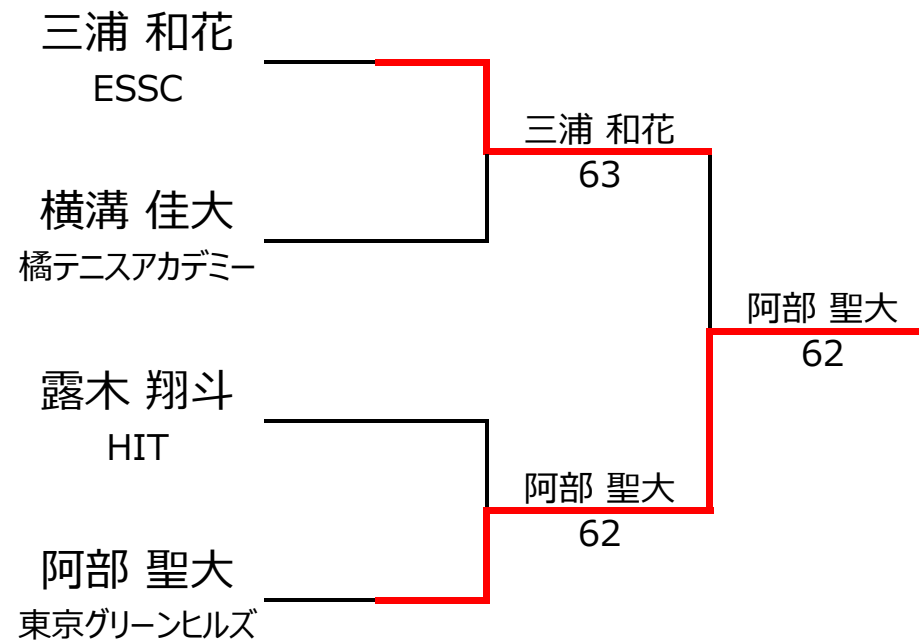 三浦 和花
ESSC
横溝 佳大
橘テニスアカデミー
露木 翔斗
HIT
阿部 聖大
東京グリーンヒルズ
三浦 和花
63
阿部 聖大
62
阿部 聖大
62